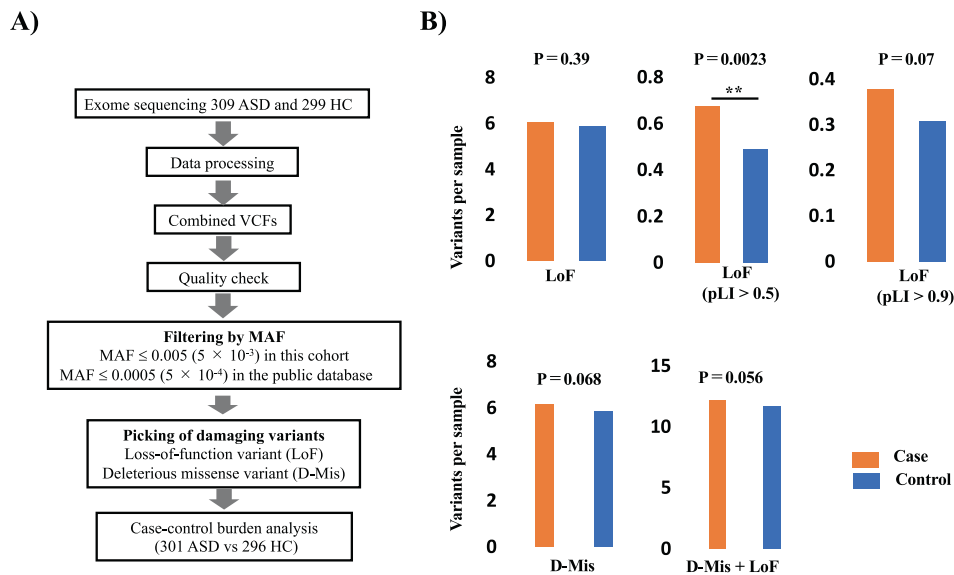 A)
Exome sequencing 309 ASD and 299 HC
Data processing
Combined VCFs
Quality check
Filtering by MAF
MAF ≤ 0.005 (5 × 10⁻³) in this cohort
MAF ≤ 0.0005 (5 × 10⁻⁴) in the public database
Picking of damaging variants
Loss-of-function variant (LoF)
Deleterious missense variant (D-Mis)
Case-control burden analysis
(301 ASD vs 296 HC)
B)
Variants per sample
P = 0.39
8
6
4
2
0
LoF
P = 0.0023
**
0.8
0.6
0.4
0.2
0
LoF
(pLI > 0.5)
P = 0.07
0.4
0.3
0.2
0.1
0
LoF
(pLI > 0.9)
Variants per sample
P = 0.068
8
6
4
2
0
D-Mis
P = 0.056
15
10
5
0
D-Mis + LoF
Case
Control